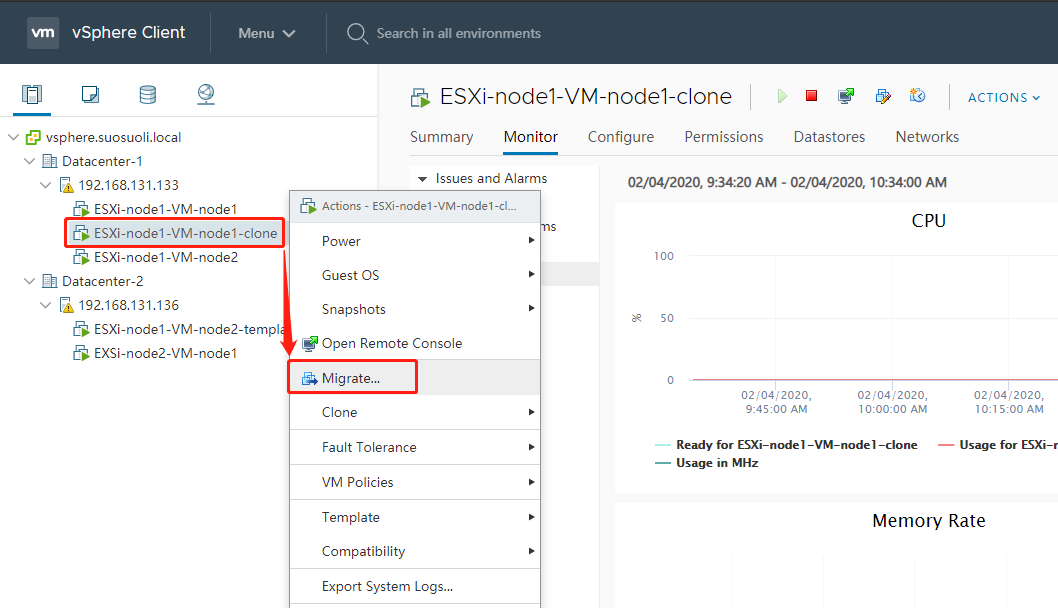 vm vSphere Client Menu Search in all environments
ESXi-node1-VM-node1-clone ACTIONS
Summary Monitor Configure Permissions Datastores Networks
vsphere.suosuoli.local
Datacenter-1
192.168.131.133
ESXi-node1-VM-node1
ESXi-node1-VM-node1-clone
ESXi-node1-VM-node2
Datacenter-2
192.168.131.136
ESXi-node1-VM-node2-templa
EXSi-node2-VM-node1
Issues and Alarms
ms
Actions - ESXi-node1-VM-node1-cl...
Power
Guest OS
Snapshots
Open Remote Console
Migrate...
Clone
Fault Tolerance
VM Policies
Template
Compatibility
Export System Logs...
02/04/2020, 9:34:20 AM - 02/04/2020, 10:34:00 AM
CPU
100
%
50
0
02/04/2020, 02/04/2020, 02/04/2020,
9:45:00 AM 10:00:00 AM 10:15:00 AM
Ready for ESXi-node1-VM-node1-clone Usage for ESXi-n
Usage in MHz
Memory Rate